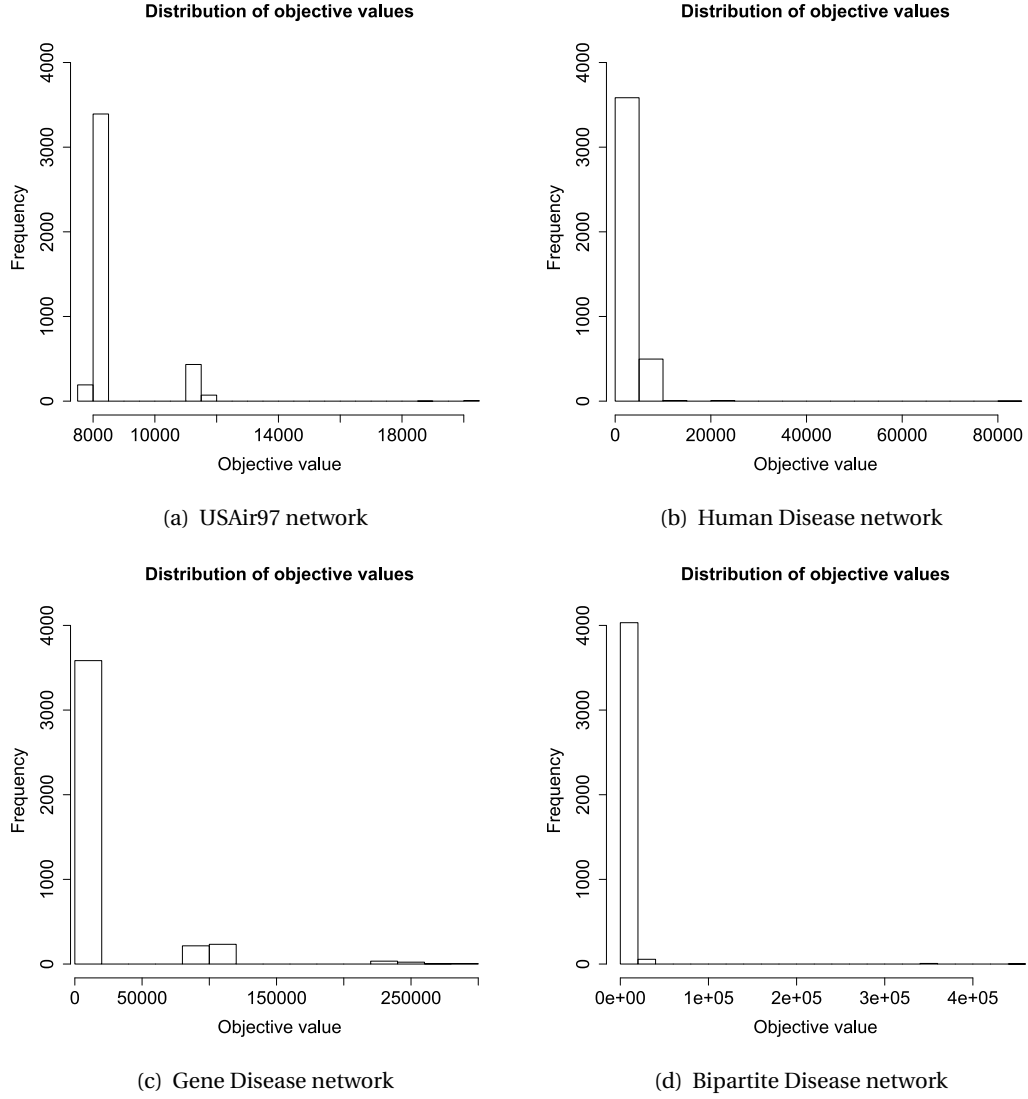 Distribution of objective values
Frequency
0
1000
2000
3000
4000
8000 10000 14000 18000
Objective value
(a) USAir97 network
Distribution of objective values
Frequency
0
1000
2000
3000
4000
0 20000 40000 60000 80000
Objective value
(b) Human Disease network
Distribution of objective values
Frequency
0
1000
2000
3000
4000
0 50000 150000 250000
Objective value
(c) Gene Disease network
Distribution of objective values
Frequency
0
1000
2000
3000
4000
0e+00 1e+05 2e+05 3e+05 4e+05
Objective value
(d) Bipartite Disease network